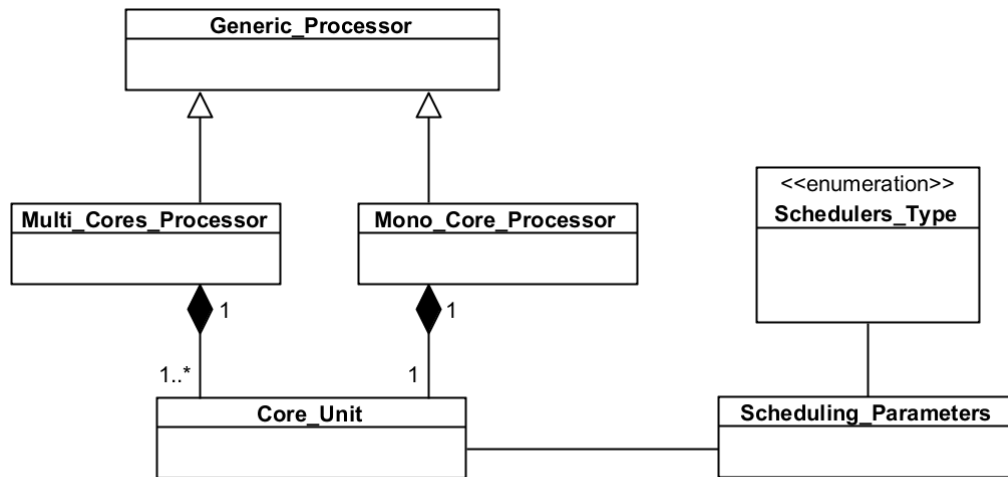 Generic_Processor
<<enumeration>>
Schedulers_Type
Multi_Cores_Processor
Mono_Core_Processor
1
1
1..*
1
Core_Unit
Scheduling_Parameters